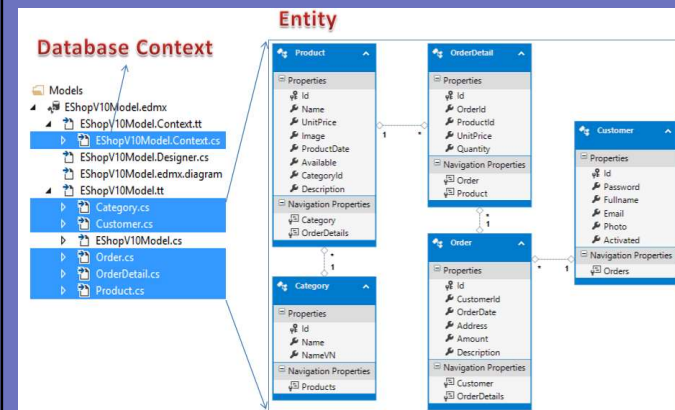 Entity
Database Context
Models
EShopV10Model.edmx
EShopV10Model.Context.tt
EShopV10Model.Context.cs
EShopV10Model.Designer.cs
EShopV10Model.edmx.diagram
EShopV10Model.tt
Category.cs
Customer.cs
EShopV10Model.cs
Order.cs
OrderDetail.cs
Product.cs
Product
Properties
Id
Name
UnitPrice
Image
ProductDate
Available
CategoryId
Description
Navigation Properties
Category
OrderDetails
1
*
OrderDetail
Properties
Id
OrderId
ProductId
UnitPrice
Quantity
Navigation Properties
Order
Product
*
1
*
1
Category
Properties
Id
Name
NameVN
Navigation Properties
Products
Order
Properties
Id
CustomerId
OrderDate
Address
Amount
Description
Navigation Properties
Customer
OrderDetails
*
1
Customer
Properties
Id
Password
Fullname
Email
Photo
Activated
Navigation Properties
Orders